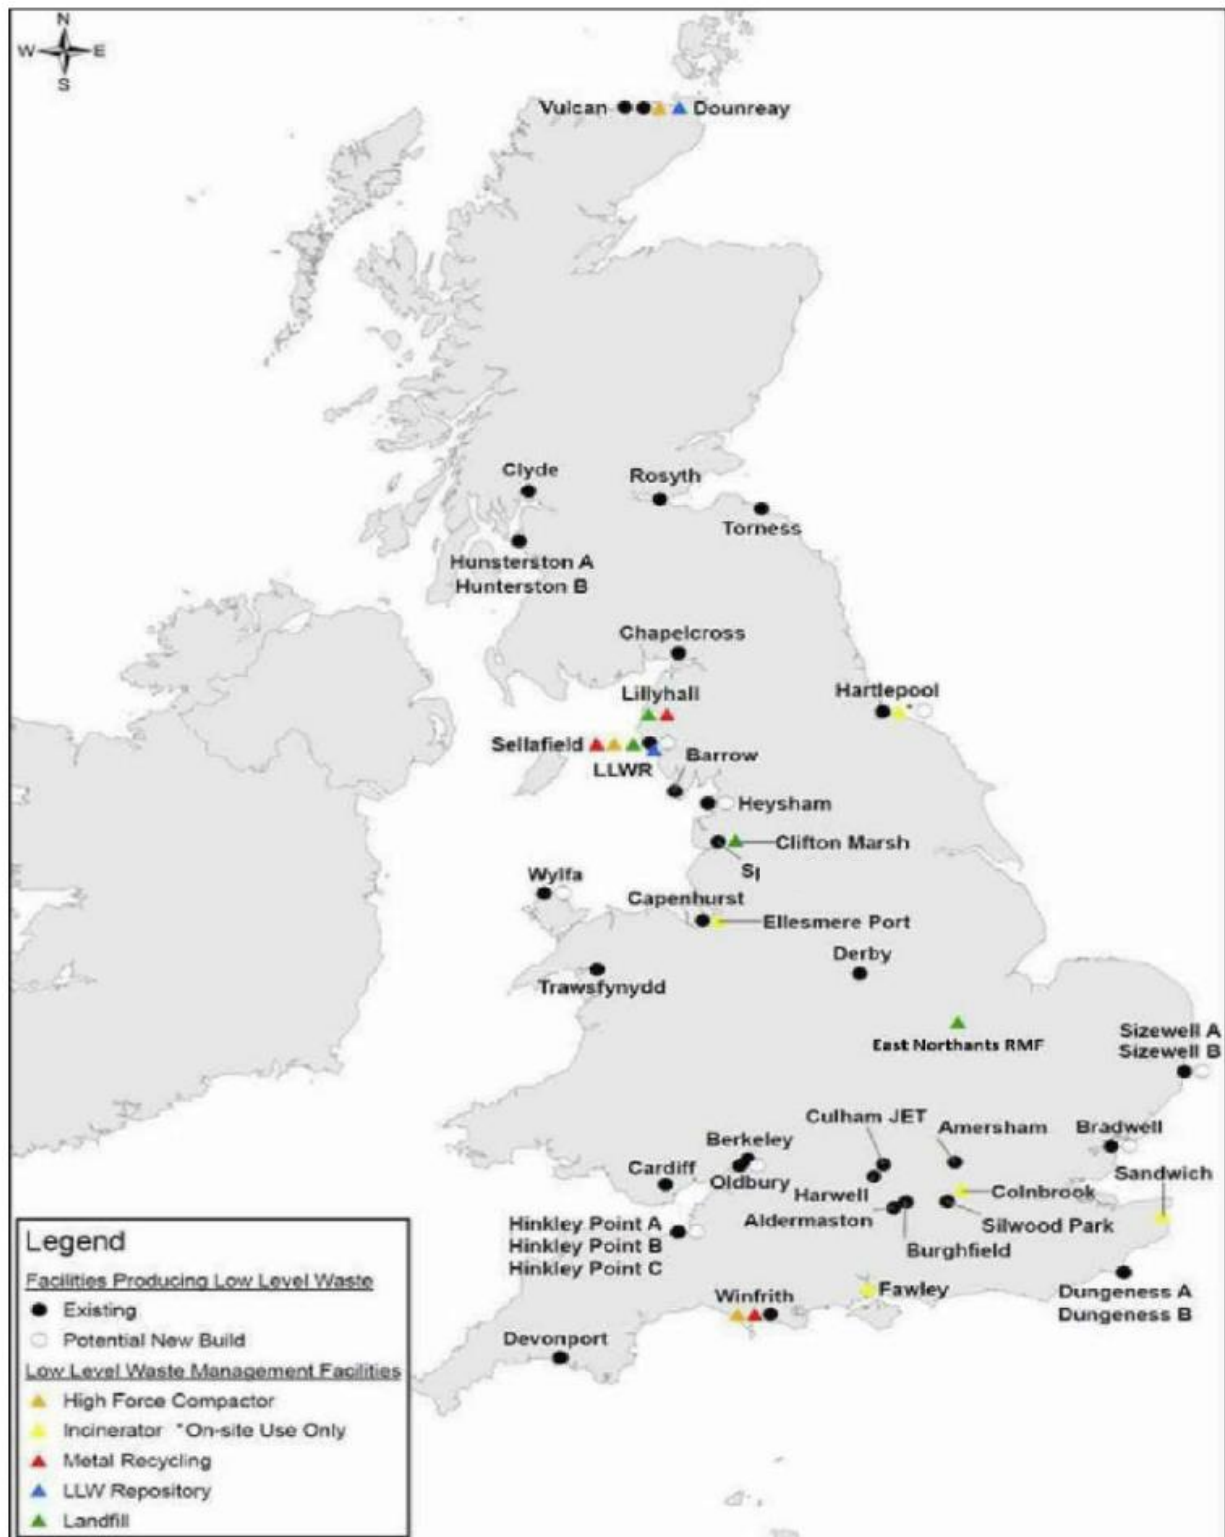 N
W E
S
Vulcan Dounreay
Clyde
Rosyth
Torness
Hunsterston A
Hunterston B
Chapelcross
Lillyhall
Hartlepool
*
Sellafield
LLWR
Barrow
Heysham
Clifton Marsh
Wylfa
Capenhurst
Ellesmere Port
Derby
Trawsfynydd
East Northants RMF
Sizewell A
Sizewell B
Culham JET
Amersham
Bradwell
Berkeley
Sandwich
Cardiff
Oldbury
Harwell
Colnbrook
Aldermaston
Silwood Park
Burghfield
Hinkley Point A
Hinkley Point B
Hinkley Point C
Winfrith
Fawley
Dungeness A
Dungeness B
Devonport
Legend
Facilities Producing Low Level Waste
Existing
Potential New Build
Low Level Waste Management Facilities
High Force Compactor
Incinerator *On-site Use Only
Metal Recycling
LLW Repository
Landfill